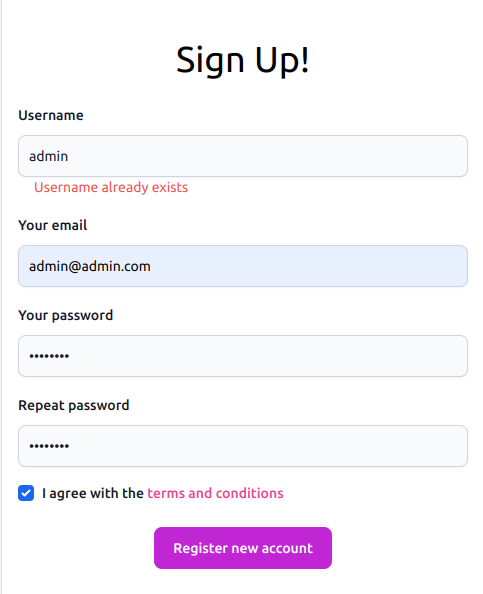 Sign Up!
Username
admin
Username already exists
Your email
admin@admin.com
Your password
••••••••
Repeat password
••••••••
I agree with the terms and conditions
Register new account